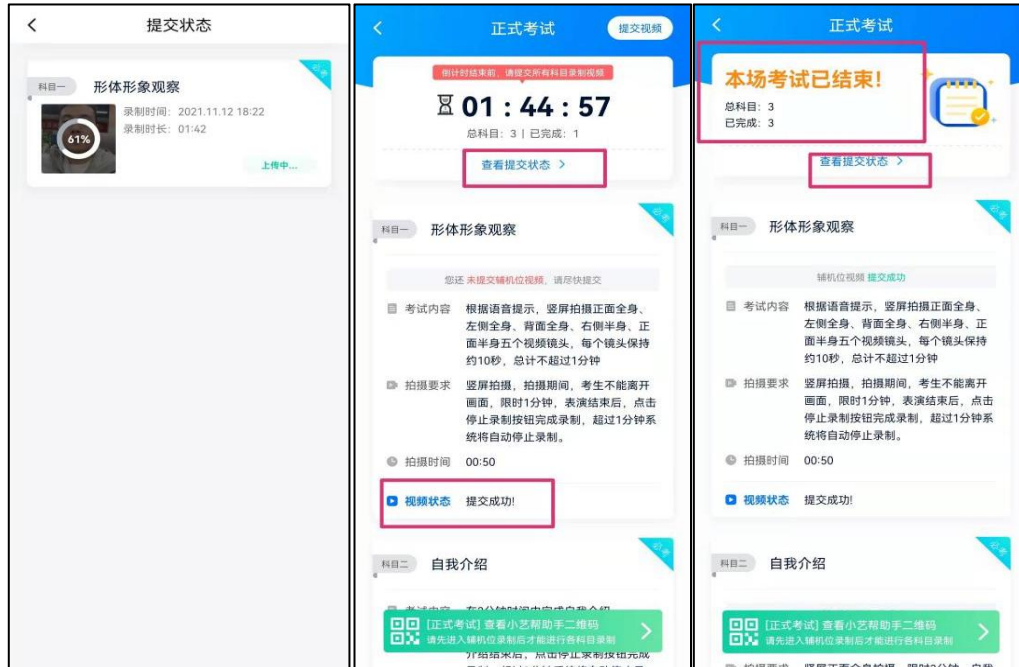 提交状态
科目一
形体形象观察
必考
录制时间：2021.11.12 18:22
录制时长：01:42
61%
上传中...
正式考试
提交视频
倒计时结束前，请提交所有科目录制视频
01 : 44 : 57
总科目：3 | 已完成：1
查看提交状态
科目一
形体形象观察
必考
您还 未提交辅机位视频，请尽快提交
考试内容
根据语音提示，竖屏拍摄正面全身、
左侧全身、背面全身、右侧半身、正
面半身五个视频镜头，每个镜头保持
约10秒，总计不超过1分钟
拍摄要求
竖屏拍摄，拍摄期间，考生不能离开
画面，限时1分钟，表演结束后，点击
停止录制按钮完成录制，超过1分钟系
统将自动停止录制。
拍摄时间
00:50
视频状态
提交成功!
科目二
自我介绍
必考
[正式考试] 查看小艺帮助手二维码
请先进入辅机位录制后才能进行各科目录制
介绍结束后，点击停止录制按钮完成
正式考试
本场考试已结束！
总科目：3
已完成：3
查看提交状态
科目一
形体形象观察
必考
辅机位视频 提交成功
考试内容
根据语音提示，竖屏拍摄正面全身、
左侧全身、背面全身、右侧半身、正
面半身五个视频镜头，每个镜头保持
约10秒，总计不超过1分钟
拍摄要求
竖屏拍摄，拍摄期间，考生不能离开
画面，限时1分钟，表演结束后，点击
停止录制按钮完成录制，超过1分钟系
统将自动停止录制。
拍摄时间
00:50
视频状态
提交成功!
科目二
自我介绍
必考
[正式考试] 查看小艺帮助手二维码
请先进入辅机位录制后才能进行各科目录制